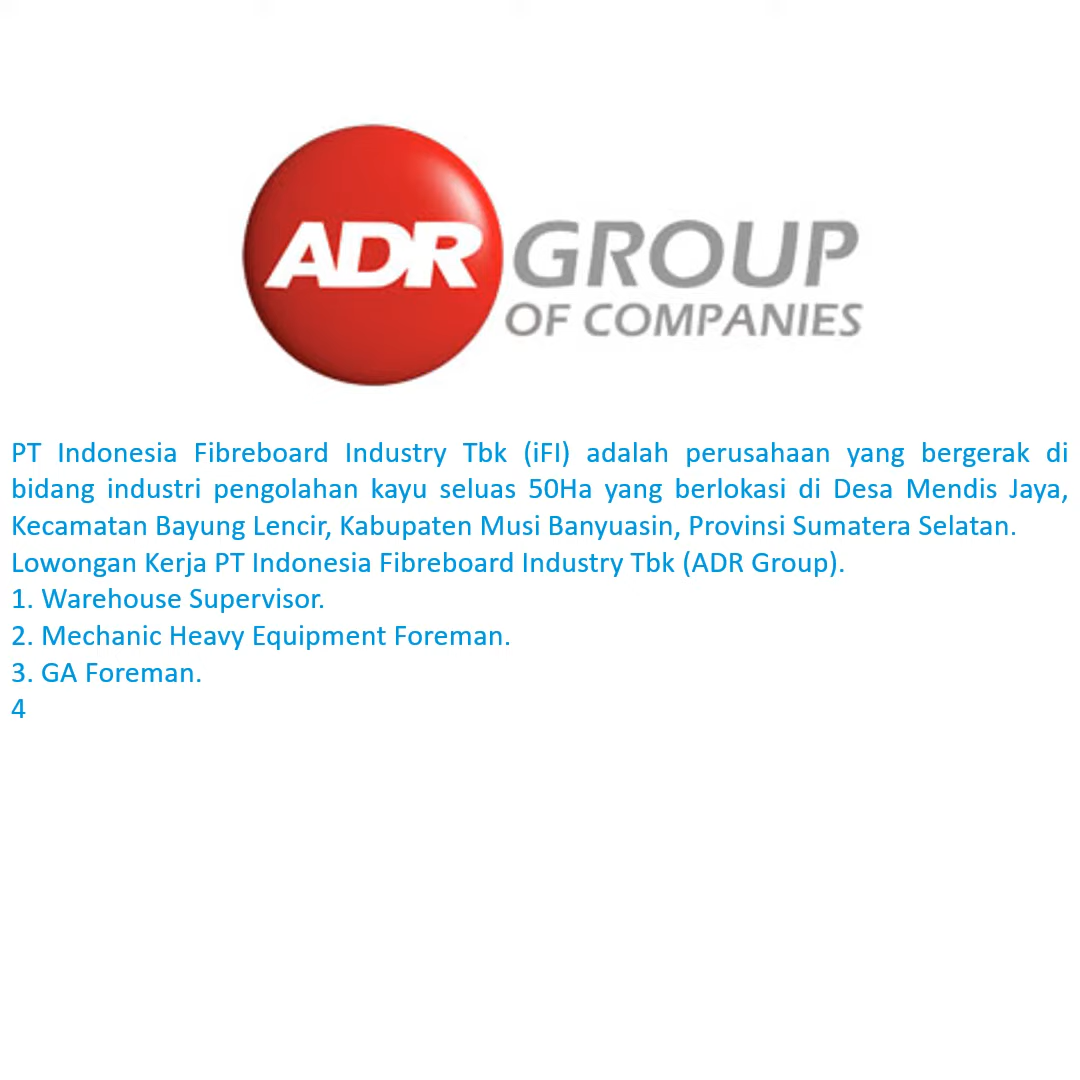 ADR GROUP
OF COMPANIES
PT Indonesia Fibreboard Industry Tbk (iFI) adalah perusahaan yang bergerak di
bidang industri pengolahan kayu seluas 50Ha yang berlokasi di Desa Mendis Jaya,
Kecamatan Bayung Lencir, Kabupaten Musi Banyuasin, Provinsi Sumatera Selatan.
Lowongan Kerja PT Indonesia Fibreboard Industry Tbk (ADR Group).
1. Warehouse Supervisor.
2. Mechanic Heavy Equipment Foreman.
3. GA Foreman.
4